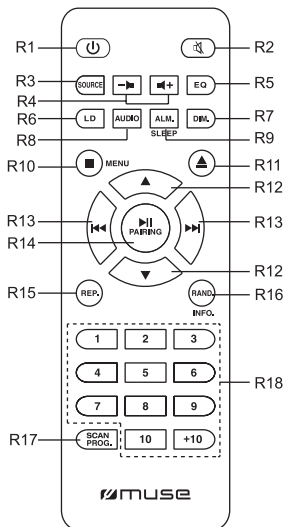 R1
R2
R3 SOURCE EQ R5
R4
R6 LD AUDIO ALM. DIM. R7
SLEEP
R8 R9
R10 MENU R11
R12
R13 R13
R14 PAIRING
R12
R15 REP. RAND. R16
INFO.
1 2 3
4 5 6 R18
7 8 9
R17 SCAN PROG. 10 +10
muse